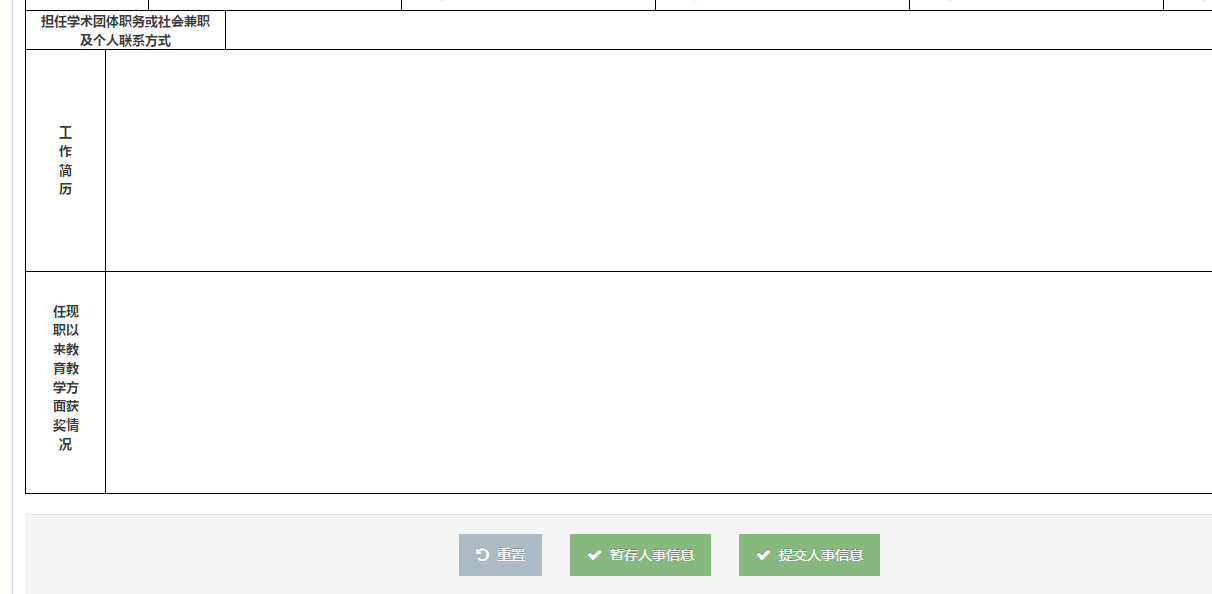 担任学术团体职务或社会兼职
及个人联系方式
工
作
简
历
任现
职以
来教
育教
学方
面获
奖情
况
重置
暂存人事信息
提交人事信息